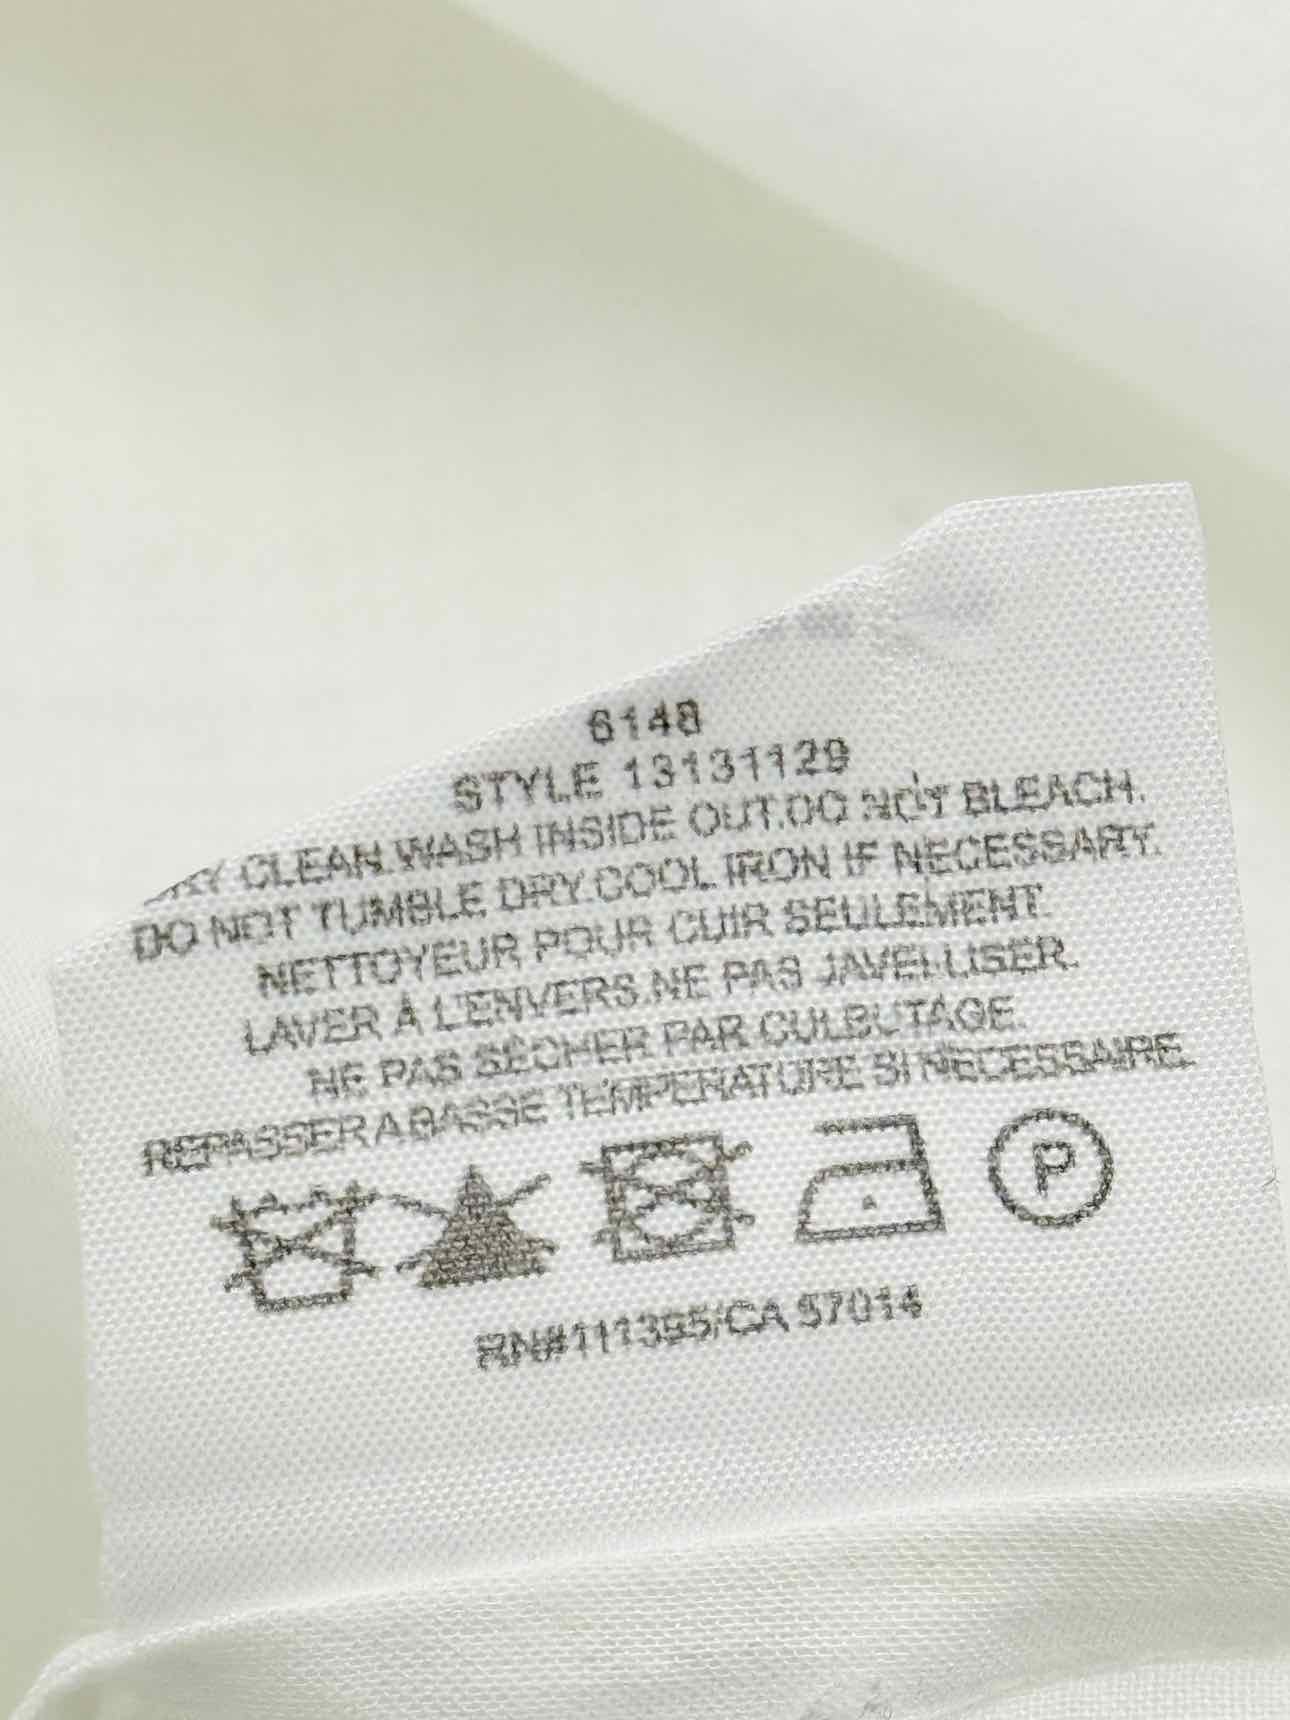 6148
STYLE 13131129
DRY CLEAN.WASH INSIDE OUT.DO NOT BLEACH.
DO NOT TUMBLE DRY.COOL IRON IF NECESSARY.
NETTOYEUR POUR CUIR SEULEMENT.
LAVER À L'ENVERS.NE PAS JAVELLISER.
NE PAS SÉCHER PAR CULBUTAGE.
REPASSER A BASSE TEMPERATURE SI NECESSAIRE.
P
RN#111395/CA 57014